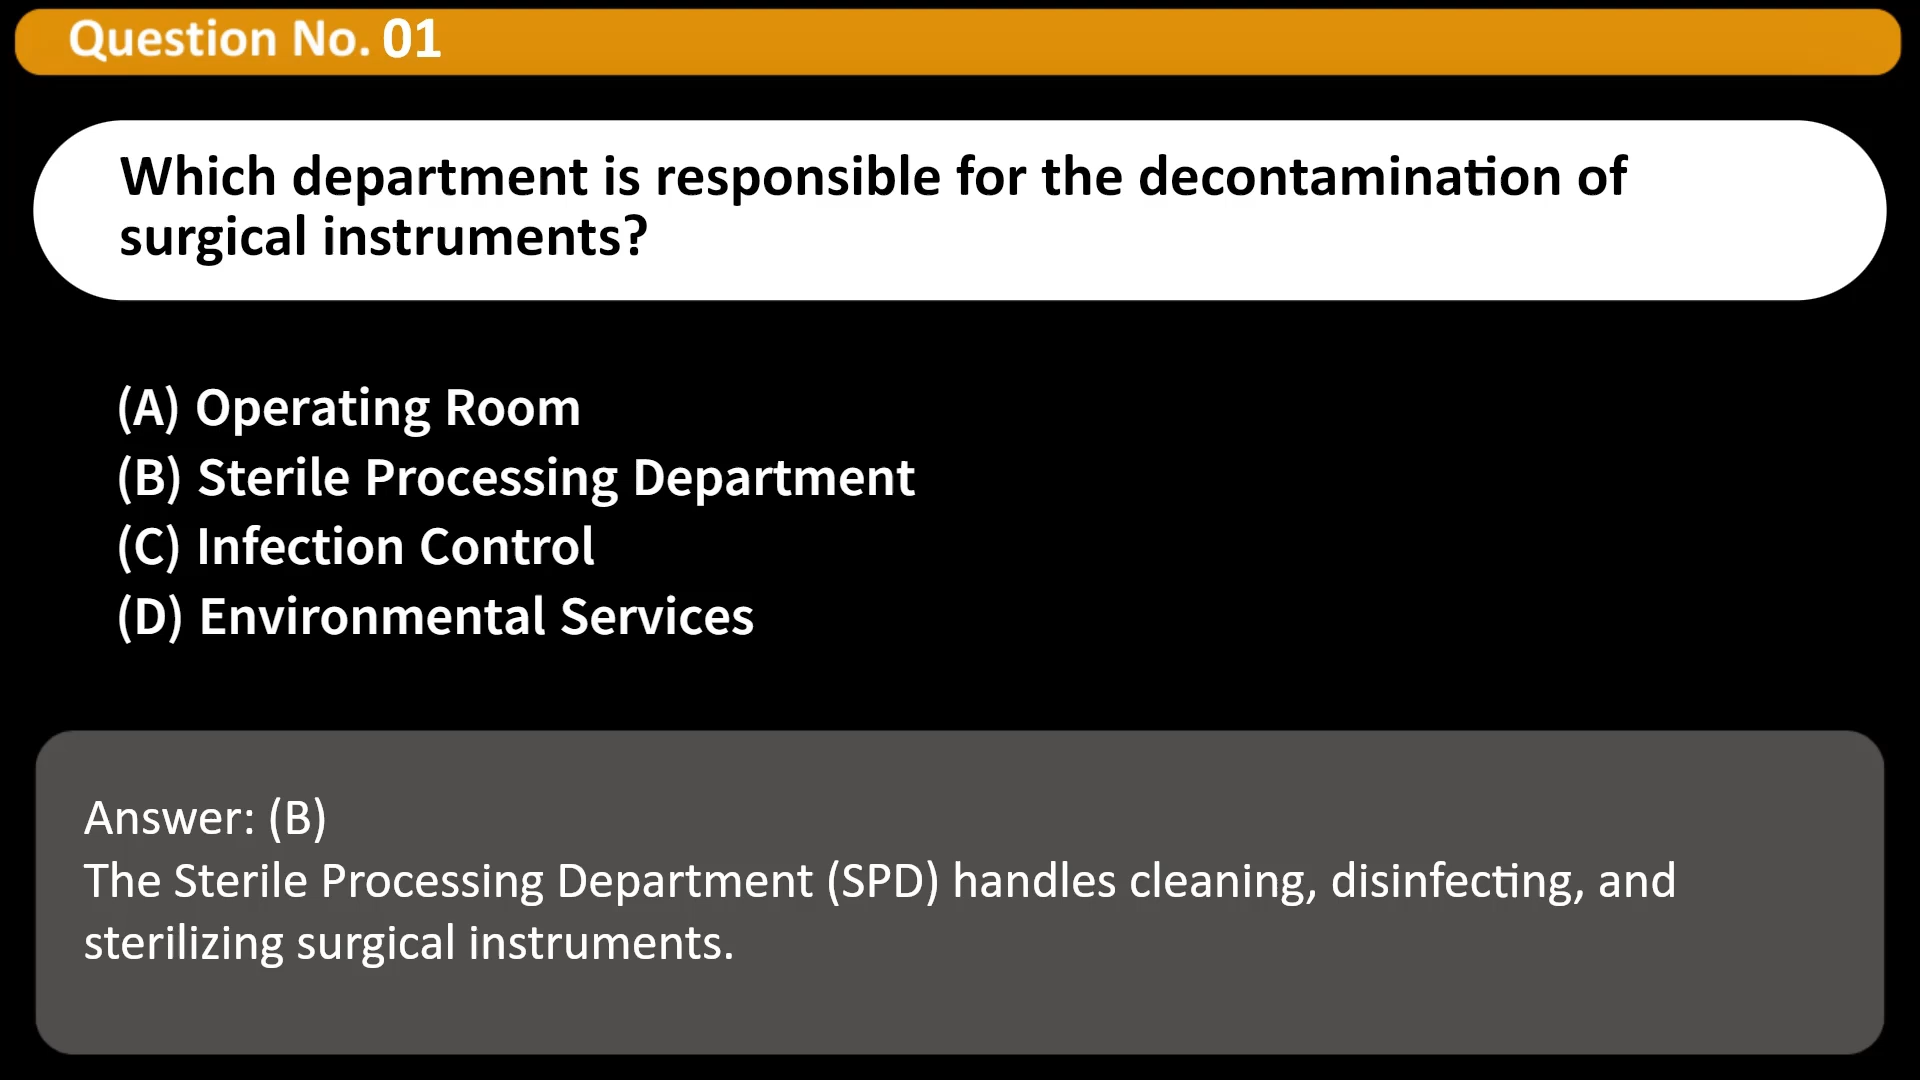 Question No. 01
Which department is responsible for the decontamination of
surgical instruments?
(A) Operating Room
(B) Sterile Processing Department
(C) Infection Control
(D) Environmental Services
Answer: (B)
The Sterile Processing Department (SPD) handles cleaning, disinfecting, and
sterilizing surgical instruments.